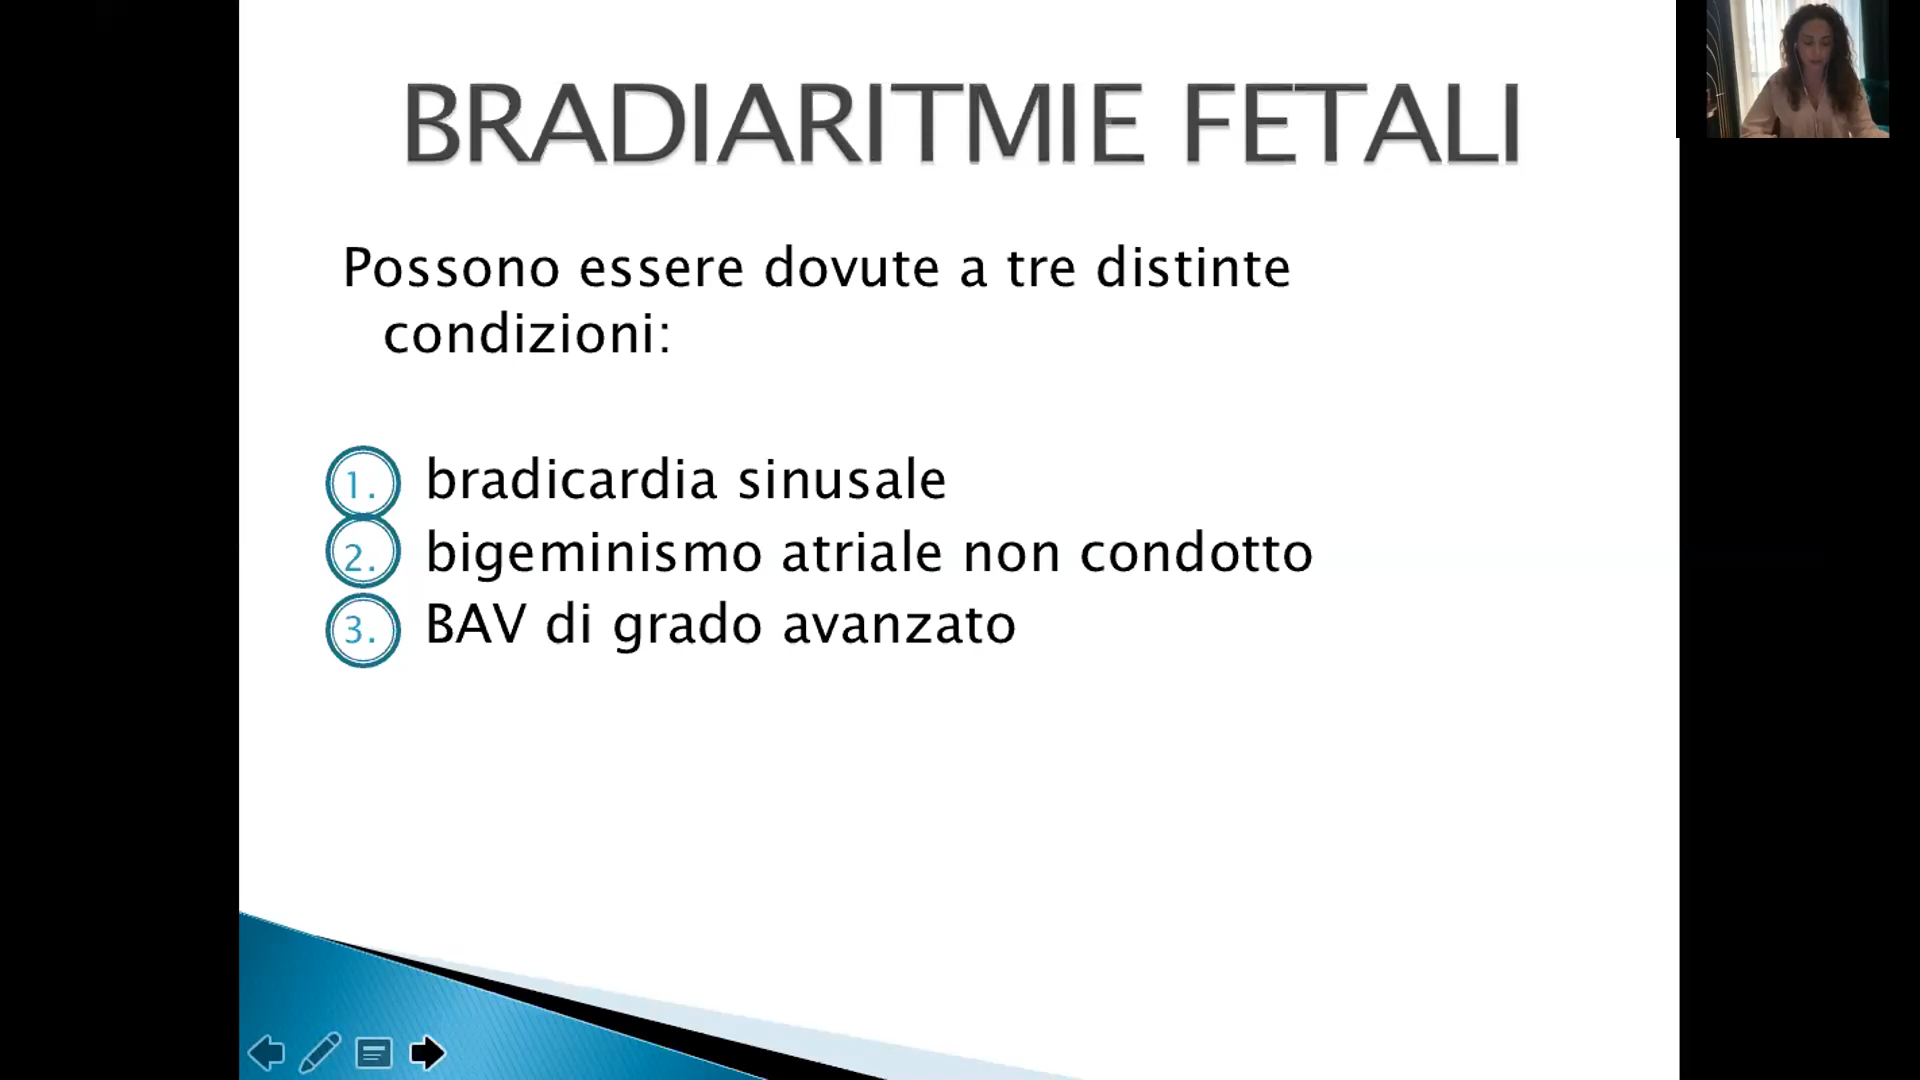 BRADIARITMIE FETALI
Possono essere dovute a tre distinte
condizioni:
1. bradicardia sinusale
2. bigeminismo atriale non condotto
3. BAV di grado avanzato